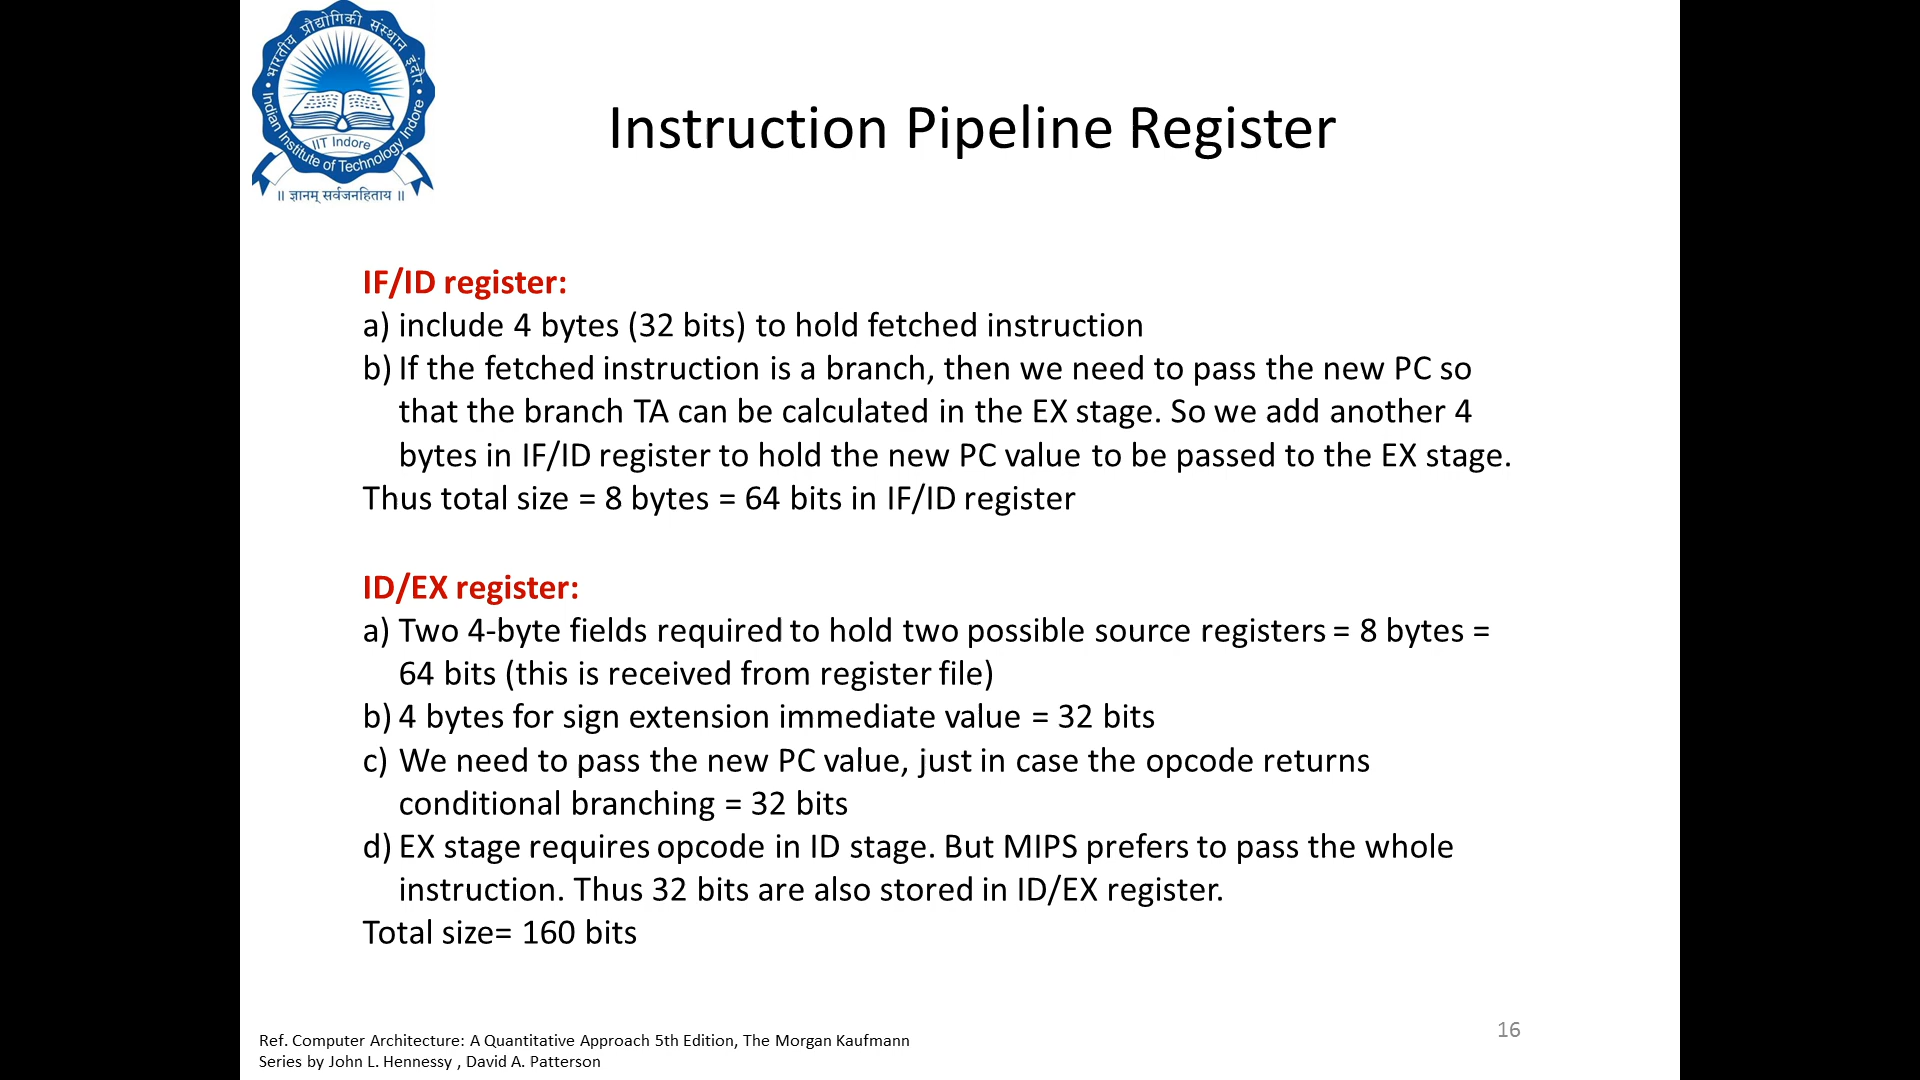 भारतीय प्रौद्योगिकी संस्थान इंदौर
Indian Institute of Technology Indore
IIT Indore
॥ ज्ञानम् सर्वजनहिताय ॥
Instruction Pipeline Register
IF/ID register:
a) include 4 bytes (32 bits) to hold fetched instruction
b) If the fetched instruction is a branch, then we need to pass the new PC so
that the branch TA can be calculated in the EX stage. So we add another 4
bytes in IF/ID register to hold the new PC value to be passed to the EX stage.
Thus total size = 8 bytes = 64 bits in IF/ID register
ID/EX register:
a) Two 4-byte fields required to hold two possible source registers = 8 bytes =
64 bits (this is received from register file)
b) 4 bytes for sign extension immediate value = 32 bits
c) We need to pass the new PC value, just in case the opcode returns
conditional branching = 32 bits
d) EX stage requires opcode in ID stage. But MIPS prefers to pass the whole
instruction. Thus 32 bits are also stored in ID/EX register.
Total size= 160 bits
Ref. Computer Architecture: A Quantitative Approach 5th Edition, The Morgan Kaufmann
Series by John L. Hennessy , David A. Patterson
16